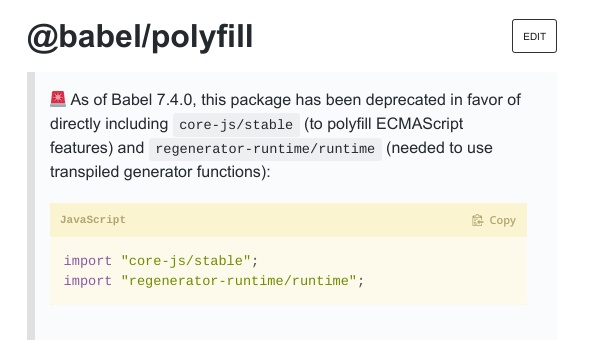 @babel/polyfill
EDIT
🚨 As of Babel 7.4.0, this package has been deprecated in favor of
directly including core-js/stable (to polyfill ECMAScript
features) and regenerator-runtime/runtime (needed to use
transpiled generator functions):
JavaScript Copy
import "core-js/stable";
import "regenerator-runtime/runtime";